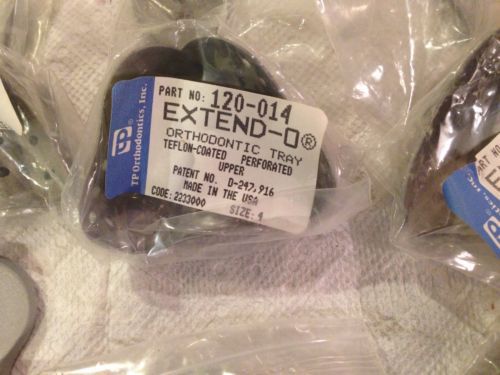 TP Orthodontics, Inc.
PART NO: 120-014
EXTEND-O®
ORTHODONTIC TRAY
TEFLON-COATED PERFORATED
UPPER
PATENT NO. D-247,916
MADE IN THE USA
CODE: 2233000 SIZE: 4